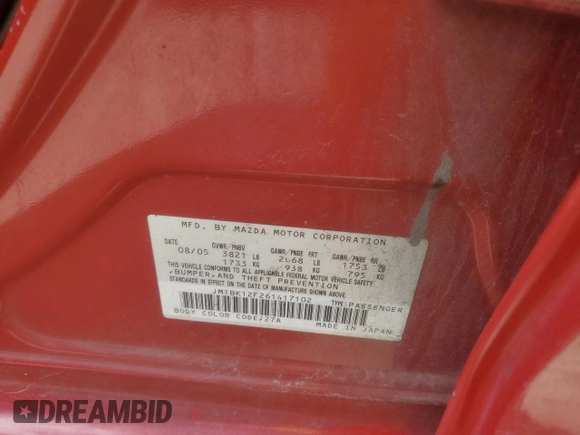 MFD. BY MAZDA MOTOR CORPORATION
DATE GVWR/PNBV GAWR/PNBE FRT GAWR/PNBE RR
08/05 3821 LB 2068 LB 1753 LB
1733 KG 938 KG 795 KG
THIS VEHICLE CONFORMS TO ALL APPLICABLE FEDERAL MOTOR VEHICLE SAFETY
,BUMPER,AND THEFT PREVENTION
STANDARDS IN EFFECT ON THE DATE OF MANUFACTURE SHOWN ABOVE.
JM1BK12F261417102 TYPE:PASSENGER
BODY COLOR CODE:27A MADE IN JAPAN
DREAMBID